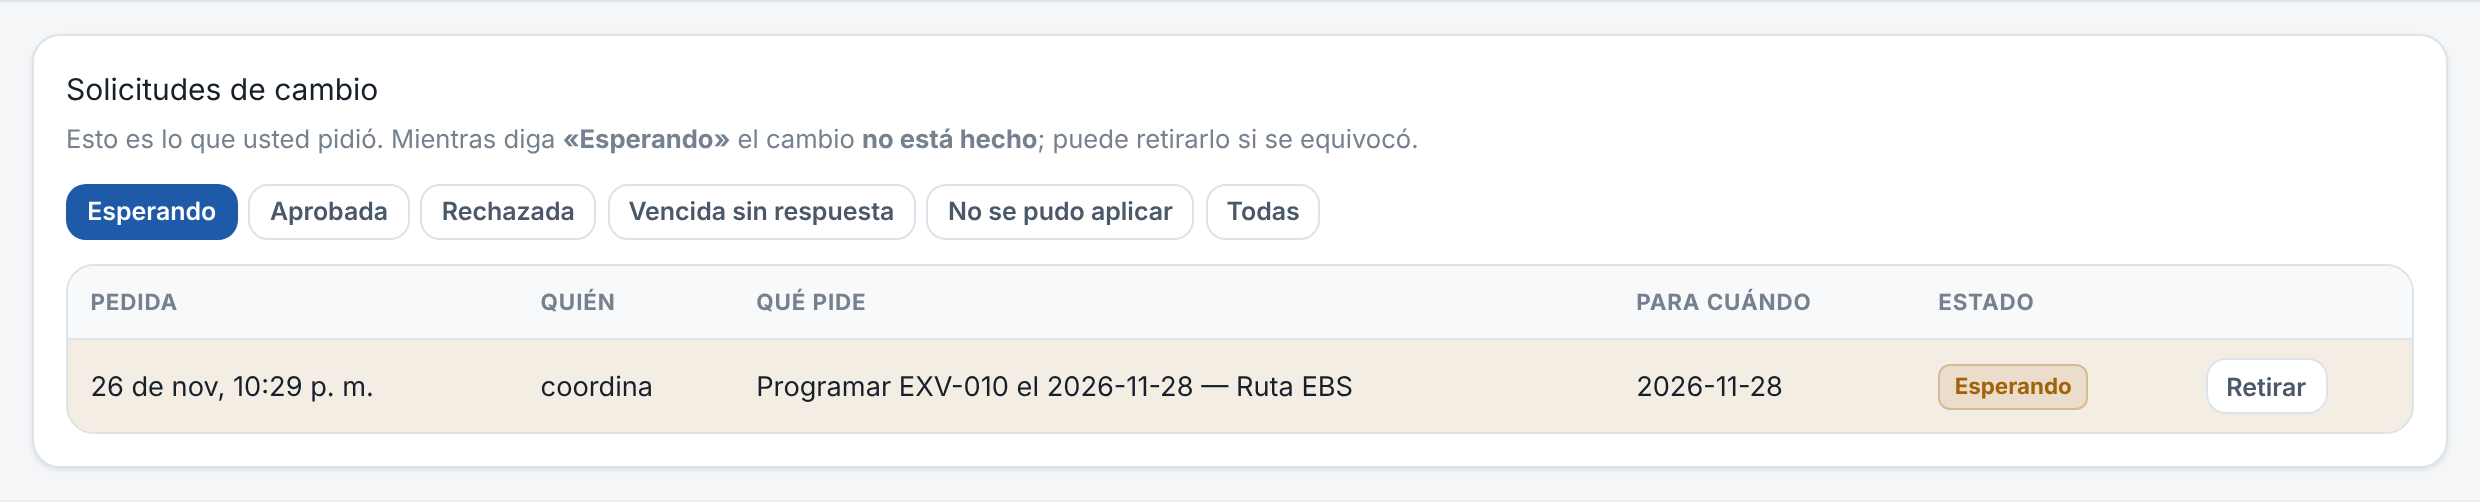 Solicitudes de cambio
Esto es lo que usted pidió. Mientras diga «Esperando» el cambio no está hecho; puede retirarlo si se equivocó.
Esperando Aprobada Rechazada Vencida sin respuesta No se pudo aplicar Todas
PEDIDA QUIÉN QUÉ PIDE PARA CUÁNDO ESTADO
26 de nov, 10:29 p. m. coordina Programar EXV-010 el 2026-11-28 — Ruta EBS 2026-11-28 Esperando Retirar